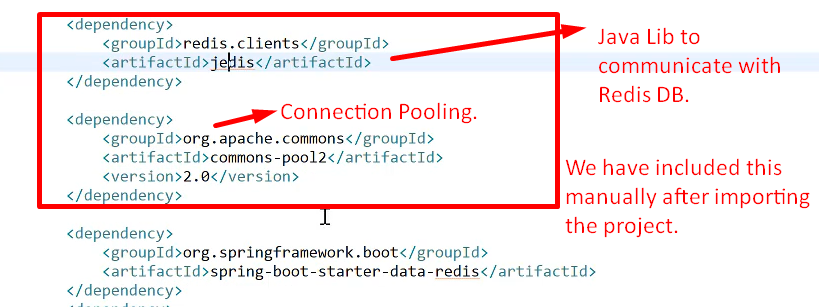 <dependency>
<groupId>redis.clients</groupId>
<artifactId>jedis</artifactId>
</dependency>
Java Lib to
communicate with
Redis DB.
<dependency>
Connection Pooling.
<groupId>org.apache.commons</groupId>
<artifactId>commons-pool2</artifactId>
<version>2.0</version>
</dependency>
We have included this
manually after importing
the project.
<dependency>
<groupId>org.springframework.boot</groupId>
<artifactId>spring-boot-starter-data-redis</artifactId>
</dependency>